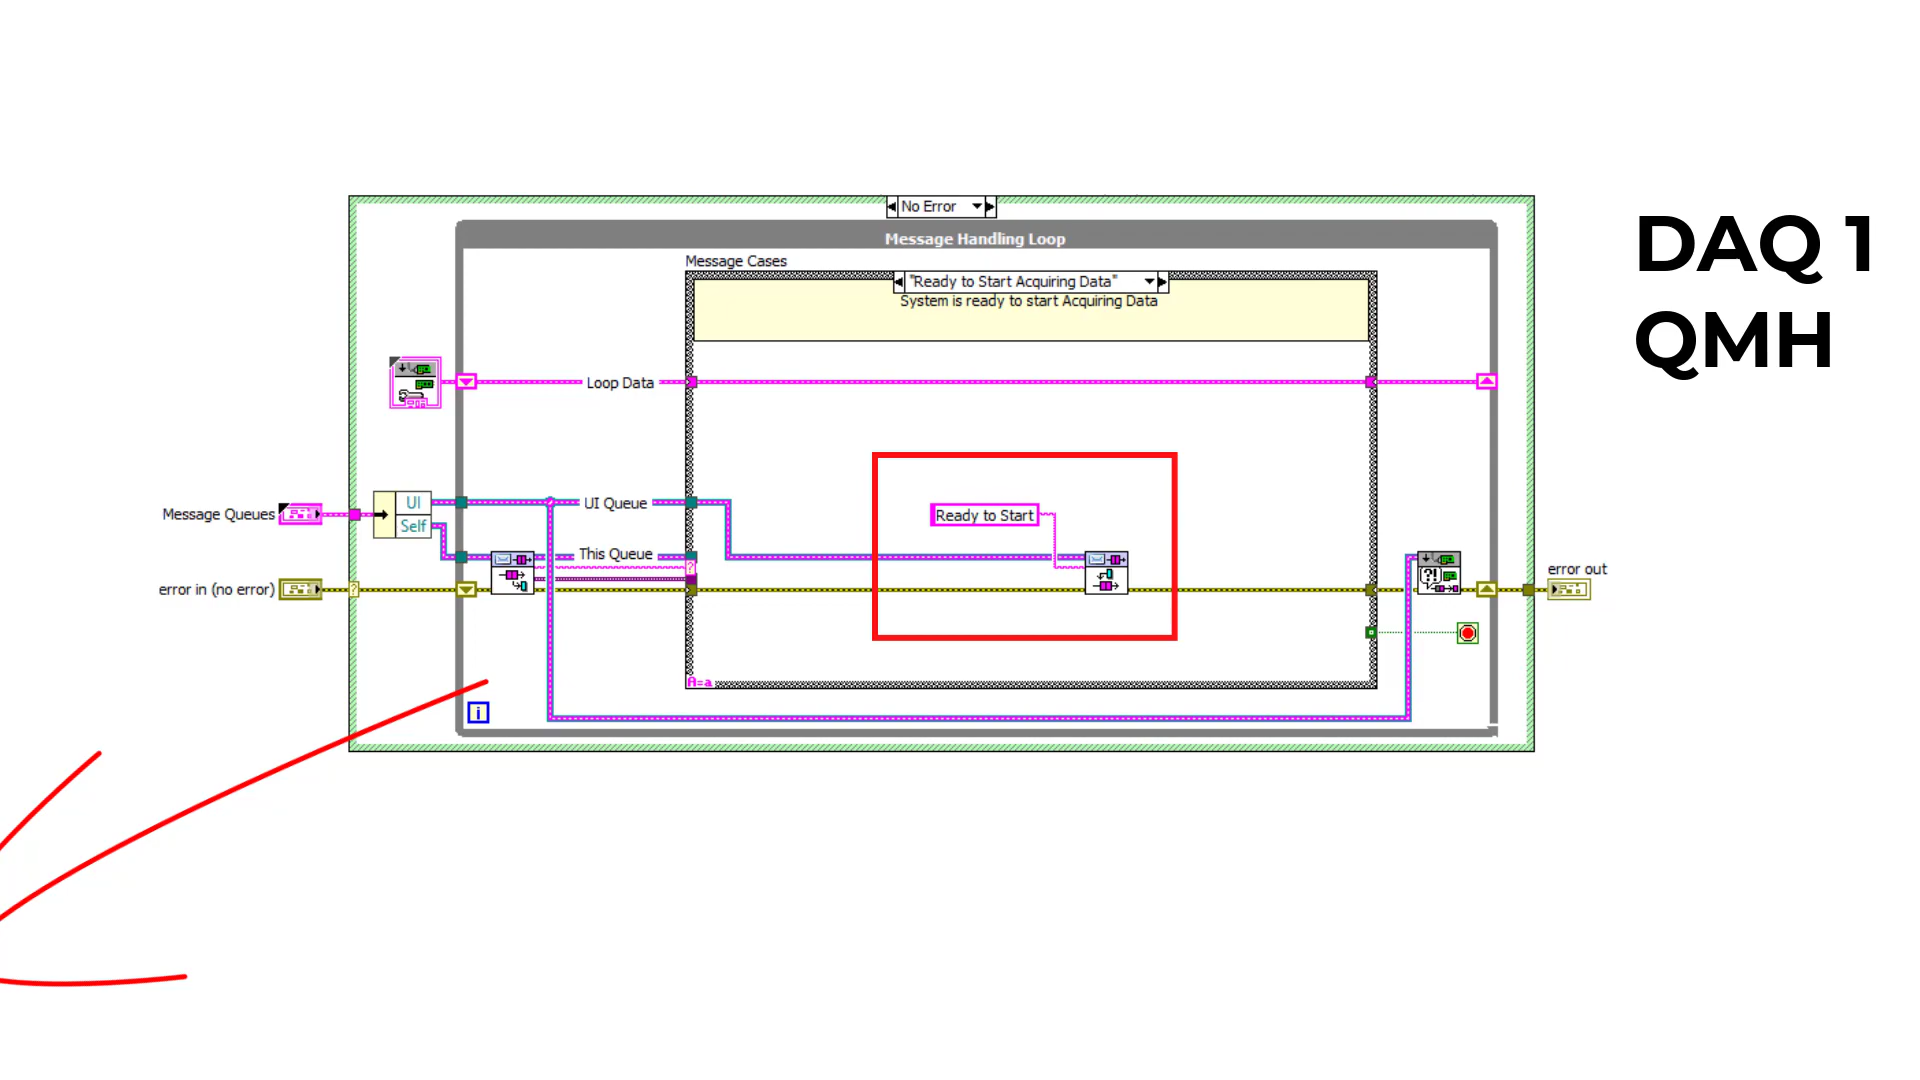 DAQ 1
QMH
No Error
Message Handling Loop
Message Cases
"Ready to Start Acquiring Data"
System is ready to start Acquiring Data
Loop Data
Message Queues
UI
Self
UI Queue
Ready to Start
This Queue
?
error in (no error)
?
?!
error out
A=a
i